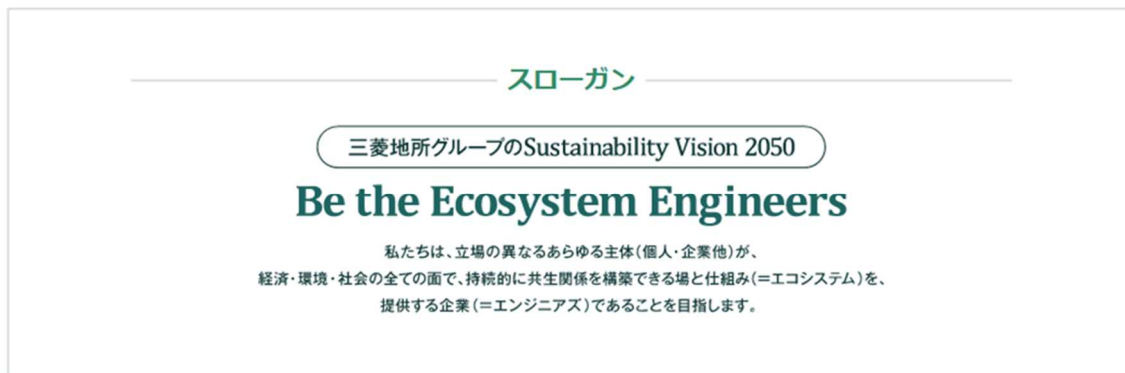 スローガン
三菱地所グループのSustainability Vision 2050
Be the Ecosystem Engineers
私たちは、立場の異なるあらゆる主体(個人・企業他)が、
経済・環境・社会の全ての面で、持続的に共生関係を構築できる場と仕組み(=エコシステム)を、
提供する企業(=エンジニアズ)であることを目指します。